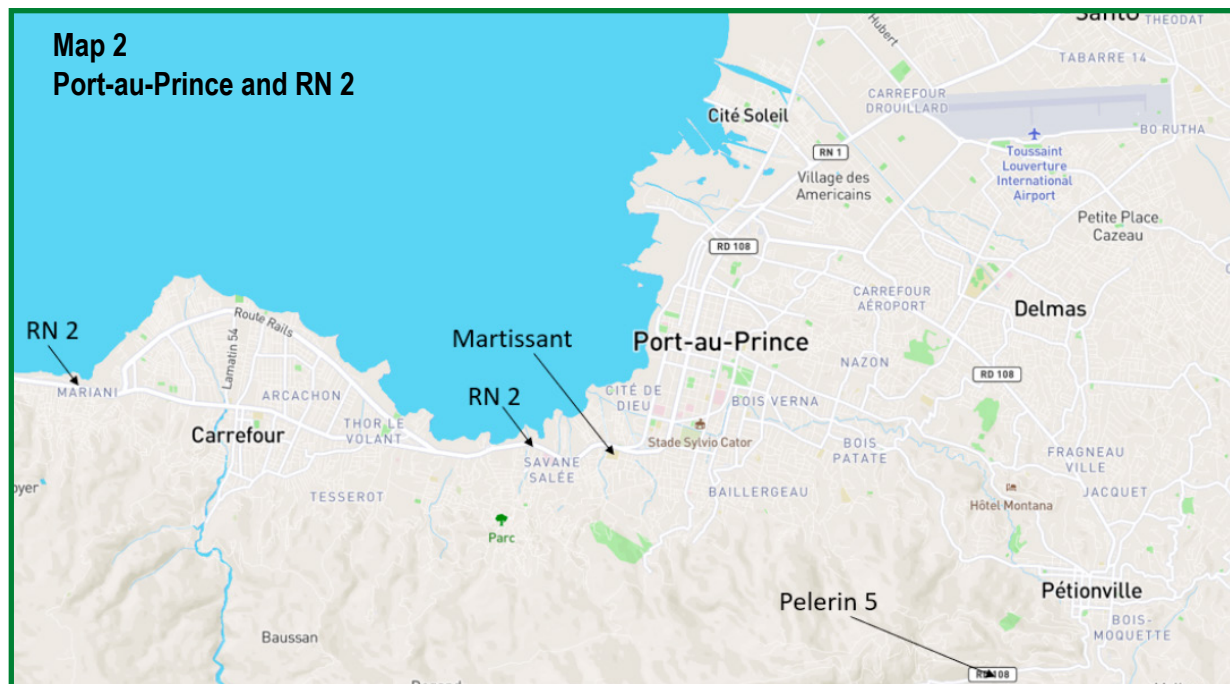 Map 2
Port-au-Prince and RN 2
Santo
THEODAT
TABARRE 14
Hubert
CARREFOUR
DROUILLARD
Cité Soleil
BO RUTHA
RN 1
Toussaint
Louverture
International
Airport
Village des
Americains
Petite Place
Cazeau
RD 108
CARREFOUR
AÉROPORT
Delmas
Route Rails
RN 2
Lamatin 54
Martissant
Port-au-Prince
NAZON
RD 108
MARIANI
ARCACHON
RN 2
CITÉ DE
DIEU
BOIS VERNA
THOR LE
VOLANT
Carrefour
Stade Sylvio Cator
BOIS
PATATE
FRAGNEAU
VILLE
SAVANE
SALÉE
TESSEROT
BAILLERGEAU
JACQUET
Hôtel Montana
Parc
Pétionville
Pelerin 5
BOIS-
MOQUETTE
Baussan
RD 108